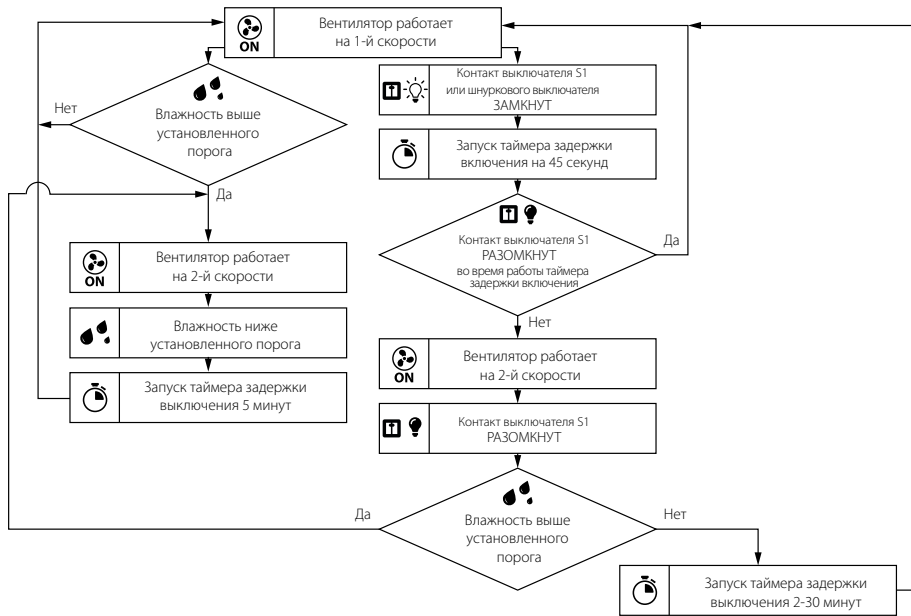 ON
Вентилятор работает
на 1-й скорости
Нет
Влажность выше
установленного
порога
Да
ON
Вентилятор работает
на 2-й скорости
Влажность ниже
установленного порога
Запуск таймера задержки
выключения 5 минут
Контакт выключателя S1
или шнуркового выключателя
ЗАМКНУТ
Запуск таймера задержки
включения на 45 секунд
Контакт выключателя S1
РАЗОМКНУТ
во время работы таймера
задержки включения
Да
Нет
ON
Вентилятор работает
на 2-й скорости
Контакт выключателя S1
РАЗОМКНУТ
Да
Влажность выше
установленного
порога
Нет
Запуск таймера задержки
выключения 2-30 минут